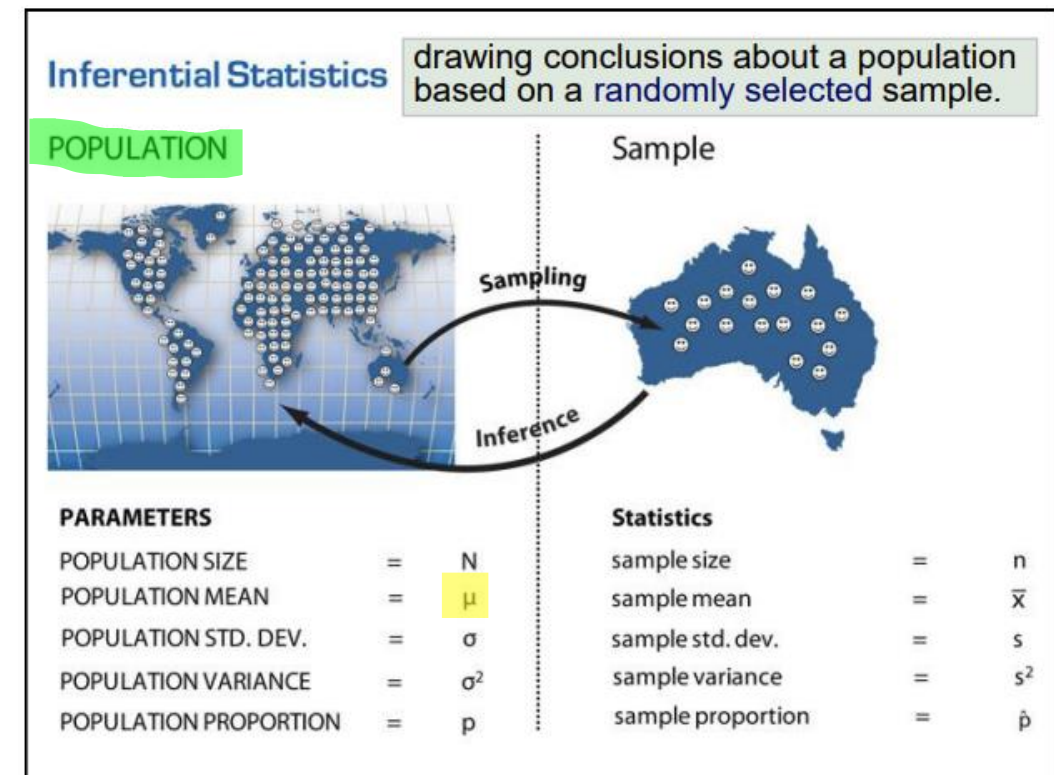 Inferential Statistics
drawing conclusions about a population
based on a randomly selected sample.
POPULATION
Sample
Sampling
Inference
PARAMETERS
POPULATION SIZE = N
POPULATION MEAN = μ
POPULATION STD. DEV. = σ
POPULATION VARIANCE = σ²
POPULATION PROPORTION = p
Statistics
sample size = n
sample mean = x̅
sample std. dev. = s
sample variance = s²
sample proportion = p̂